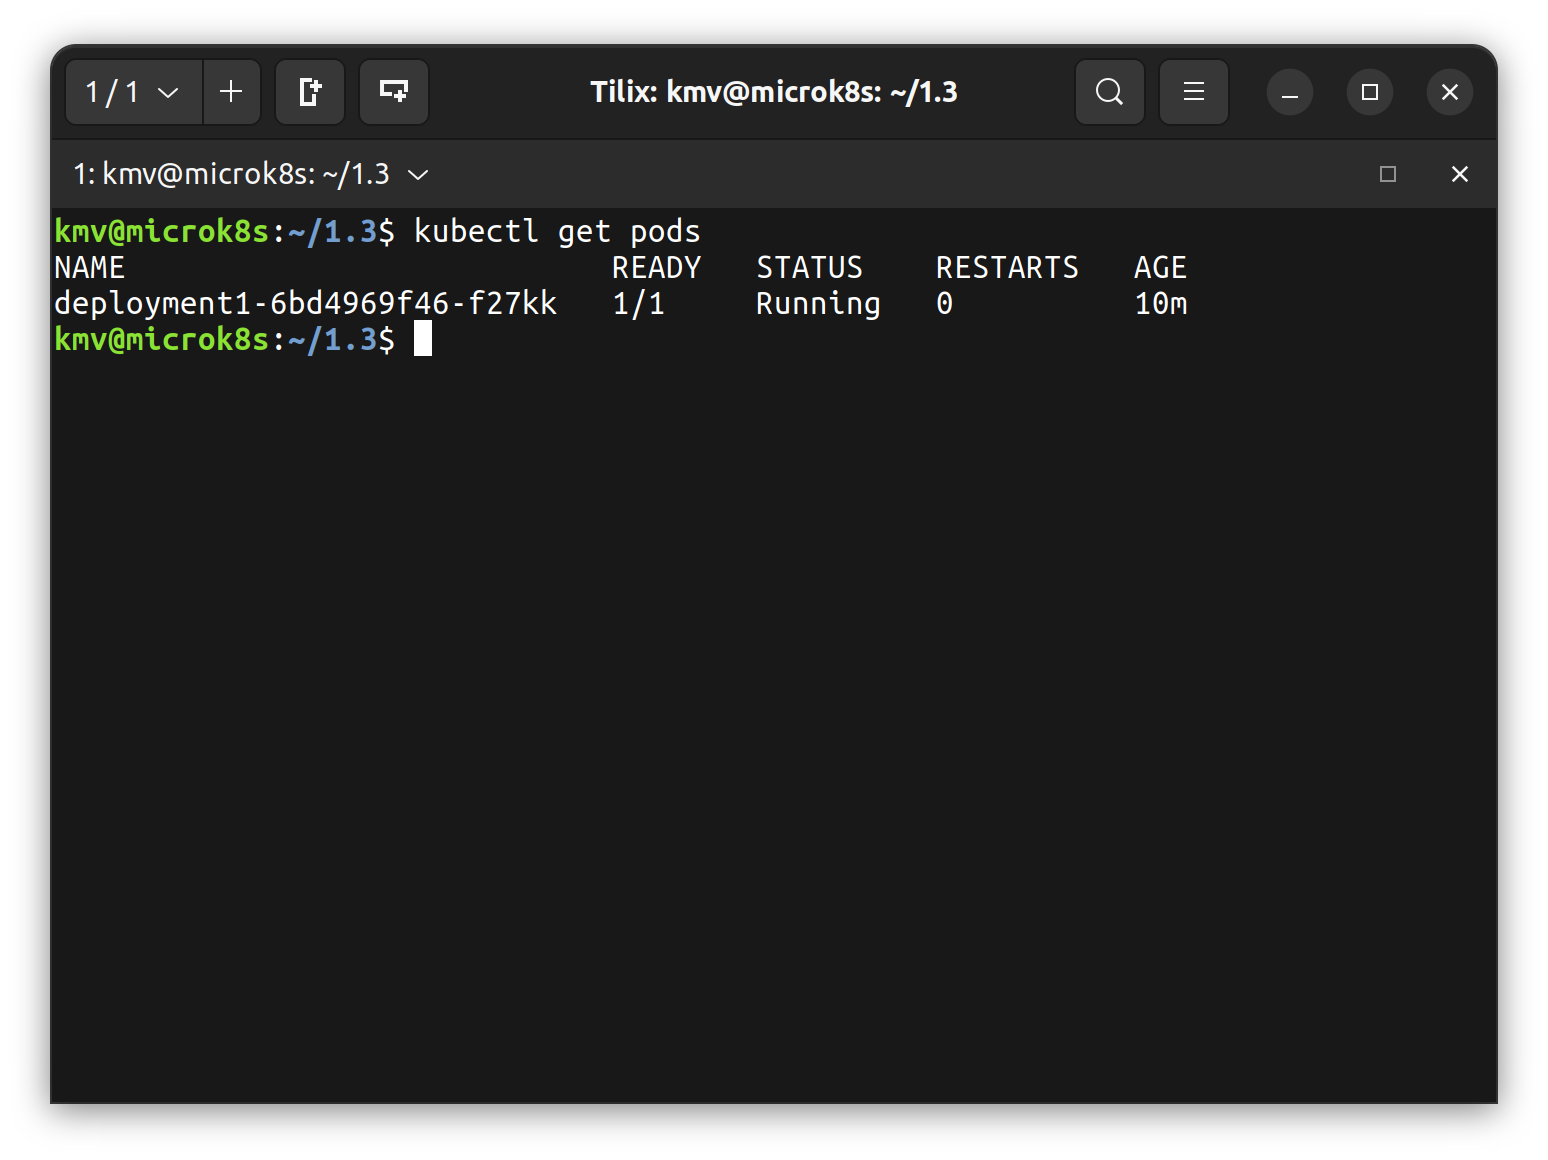 1 / 1
Tilix: kmv@microk8s: ~/1.3
1: kmv@microk8s: ~/1.3
kmv@microk8s:~/1.3$ kubectl get pods
NAME                           READY   STATUS    RESTARTS   AGE
deployment1-6bd4969f46-f27kk   1/1     Running   0          10m
kmv@microk8s:~/1.3$